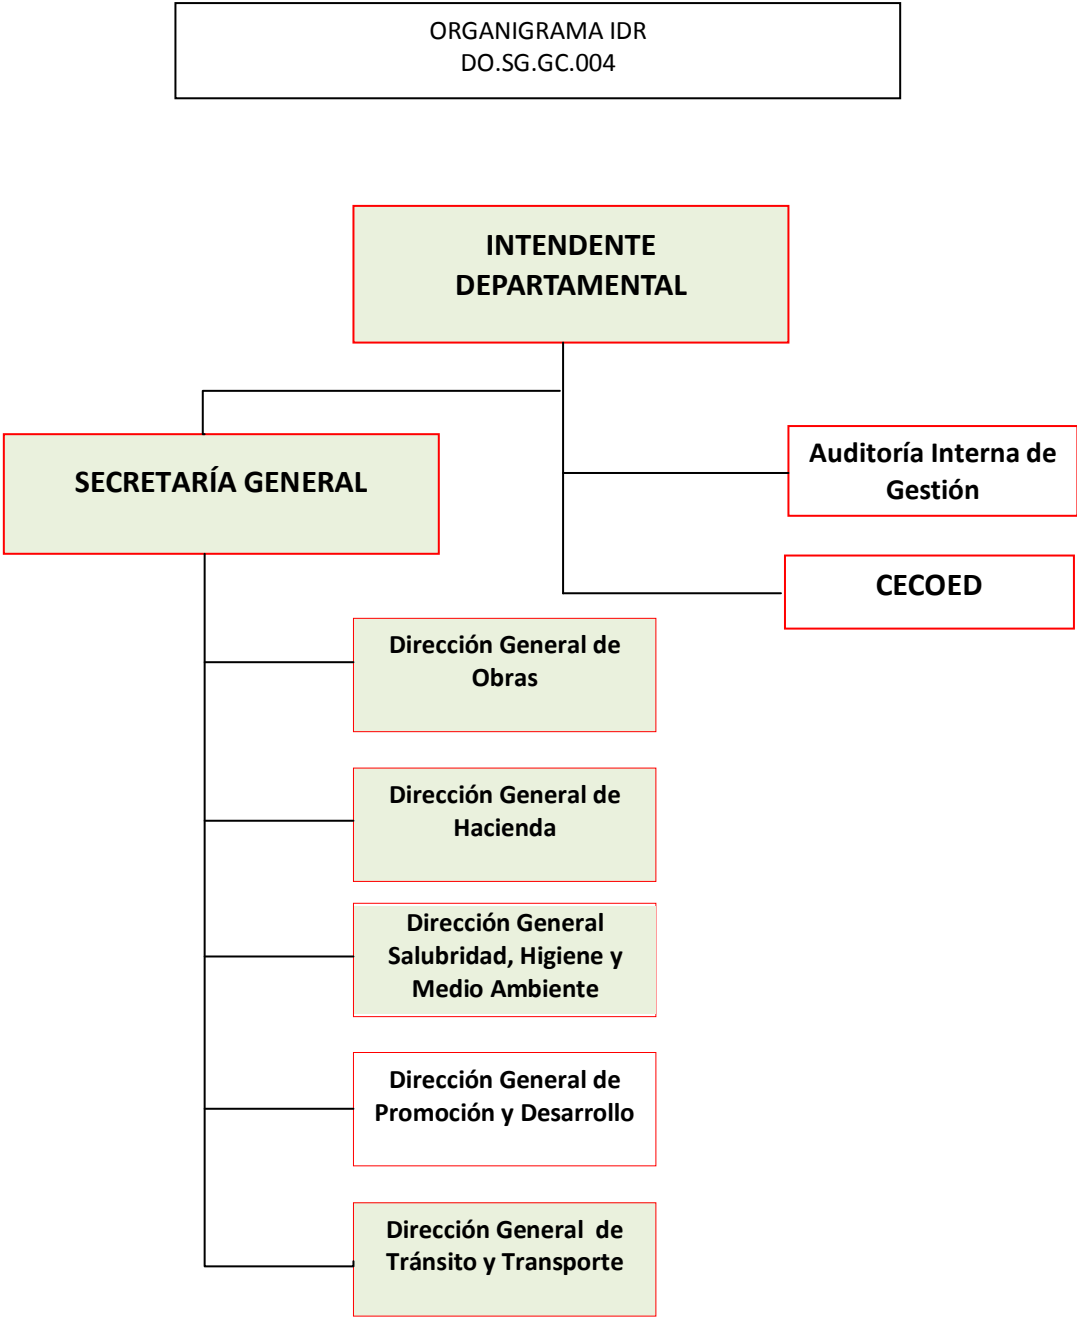 ORGANIGRAMA IDR
DO.SG.GC.004
INTENDENTE
DEPARTAMENTAL
SECRETARÍA GENERAL
Auditoría Interna de
Gestión
CECOED
Dirección General de
Obras
Dirección General de
Hacienda
Dirección General
Salubridad, Higiene y
Medio Ambiente
Dirección General de
Promoción y Desarrollo
Dirección General  de
Tránsito y Transporte